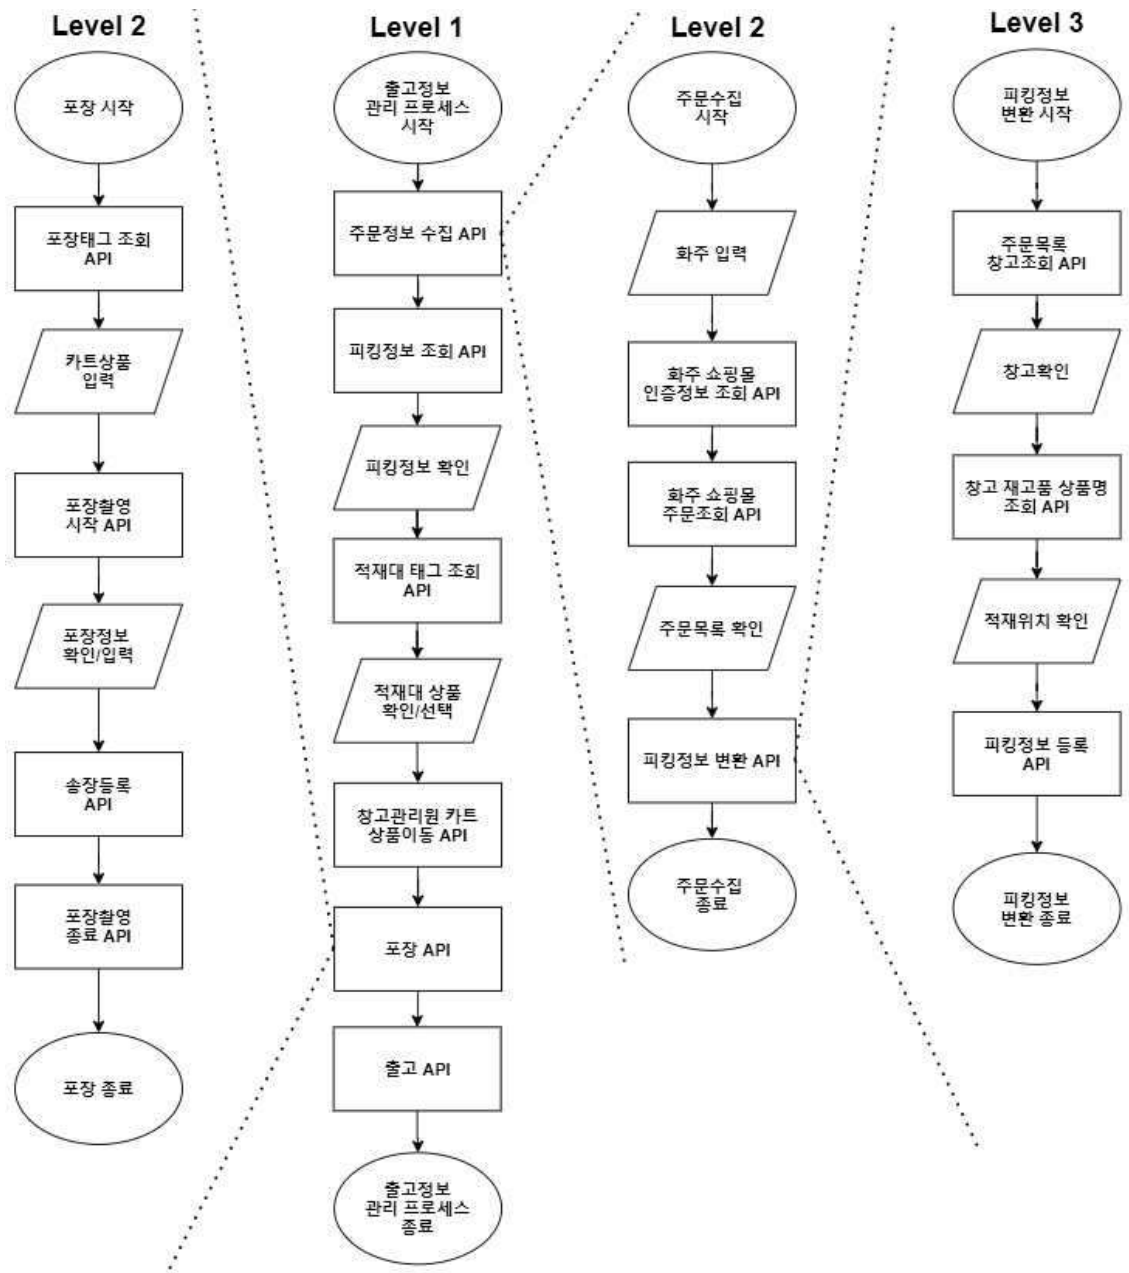 Level 2
포장 시작
포장태그 조회
API
카트상품
입력
포장촬영
시작 API
포장정보
확인/입력
송장등록
API
포장촬영
종료 API
포장 종료
Level 1
출고정보
관리 프로세스
시작
주문정보 수집 API
피킹정보 조회 API
피킹정보 확인
적재대 태그 조회
API
적재대 상품
확인/선택
창고관리원 카트
상품이동 API
포장 API
출고 API
출고정보
관리 프로세스
종료
Level 2
주문수집
시작
화주 입력
화주 쇼핑몰
인증정보 조회 API
화주 쇼핑몰
주문조회 API
주문목록 확인
피킹정보 변환 API
주문수집
종료
Level 3
피킹정보
변환 시작
주문목록
창고조회 API
창고확인
창고 재고품 상품명
조회 API
적재위치 확인
피킹정보 등록
API
피킹정보
변환 종료